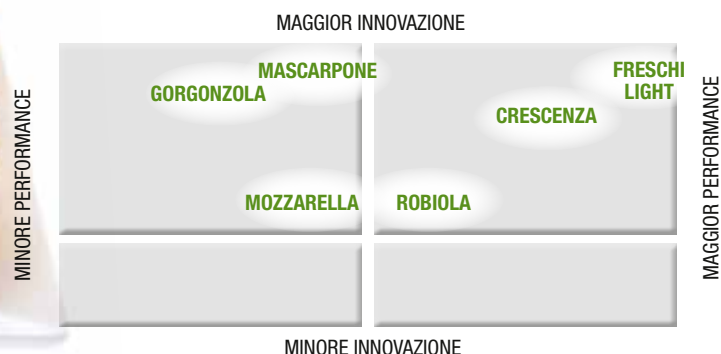 MAGGIOR INNOVAZIONE
MASCARPONE
GORGONZOLA
FRESCHI
LIGHT
CRESCENZA
MOZZARELLA
ROBIOLA
MINORE PERFORMANCE
MAGGIOR PERFORMANCE
MINORE INNOVAZIONE